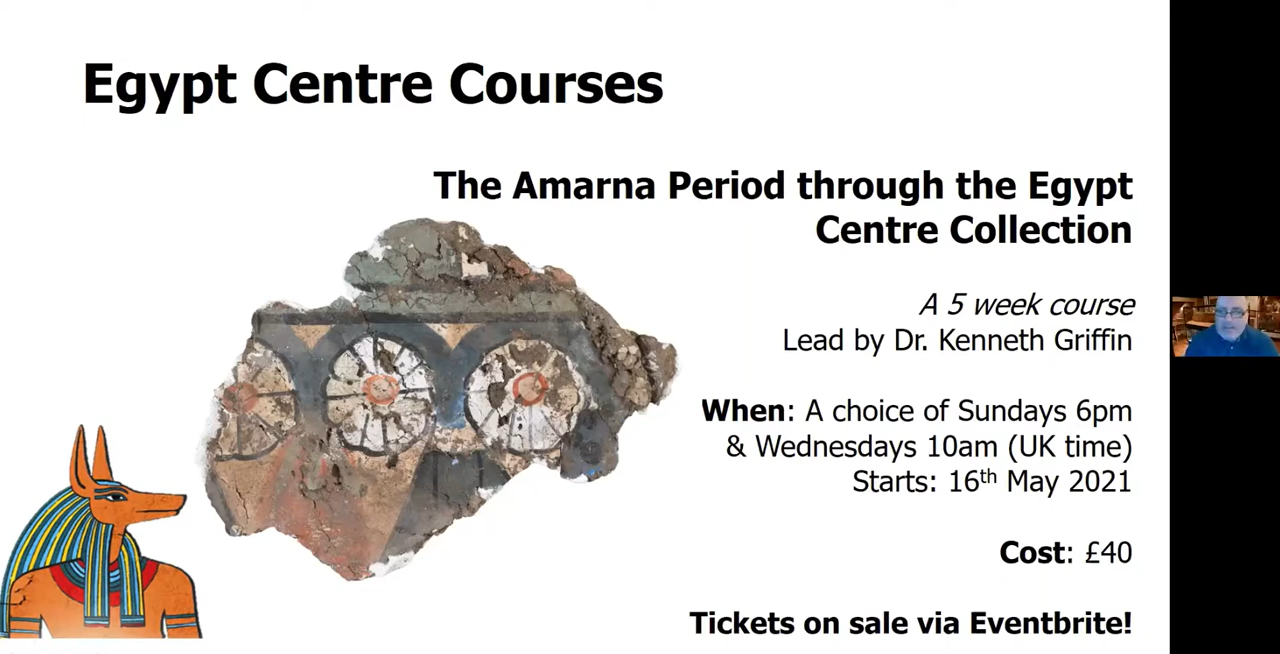 Egypt Centre Courses
The Amarna Period through the Egypt
Centre Collection
A 5 week course
Lead by Dr. Kenneth Griffin
When: A choice of Sundays 6pm
& Wednesdays 10am (UK time)
Starts: 16th May 2021
Cost: £40
Tickets on sale via Eventbrite!